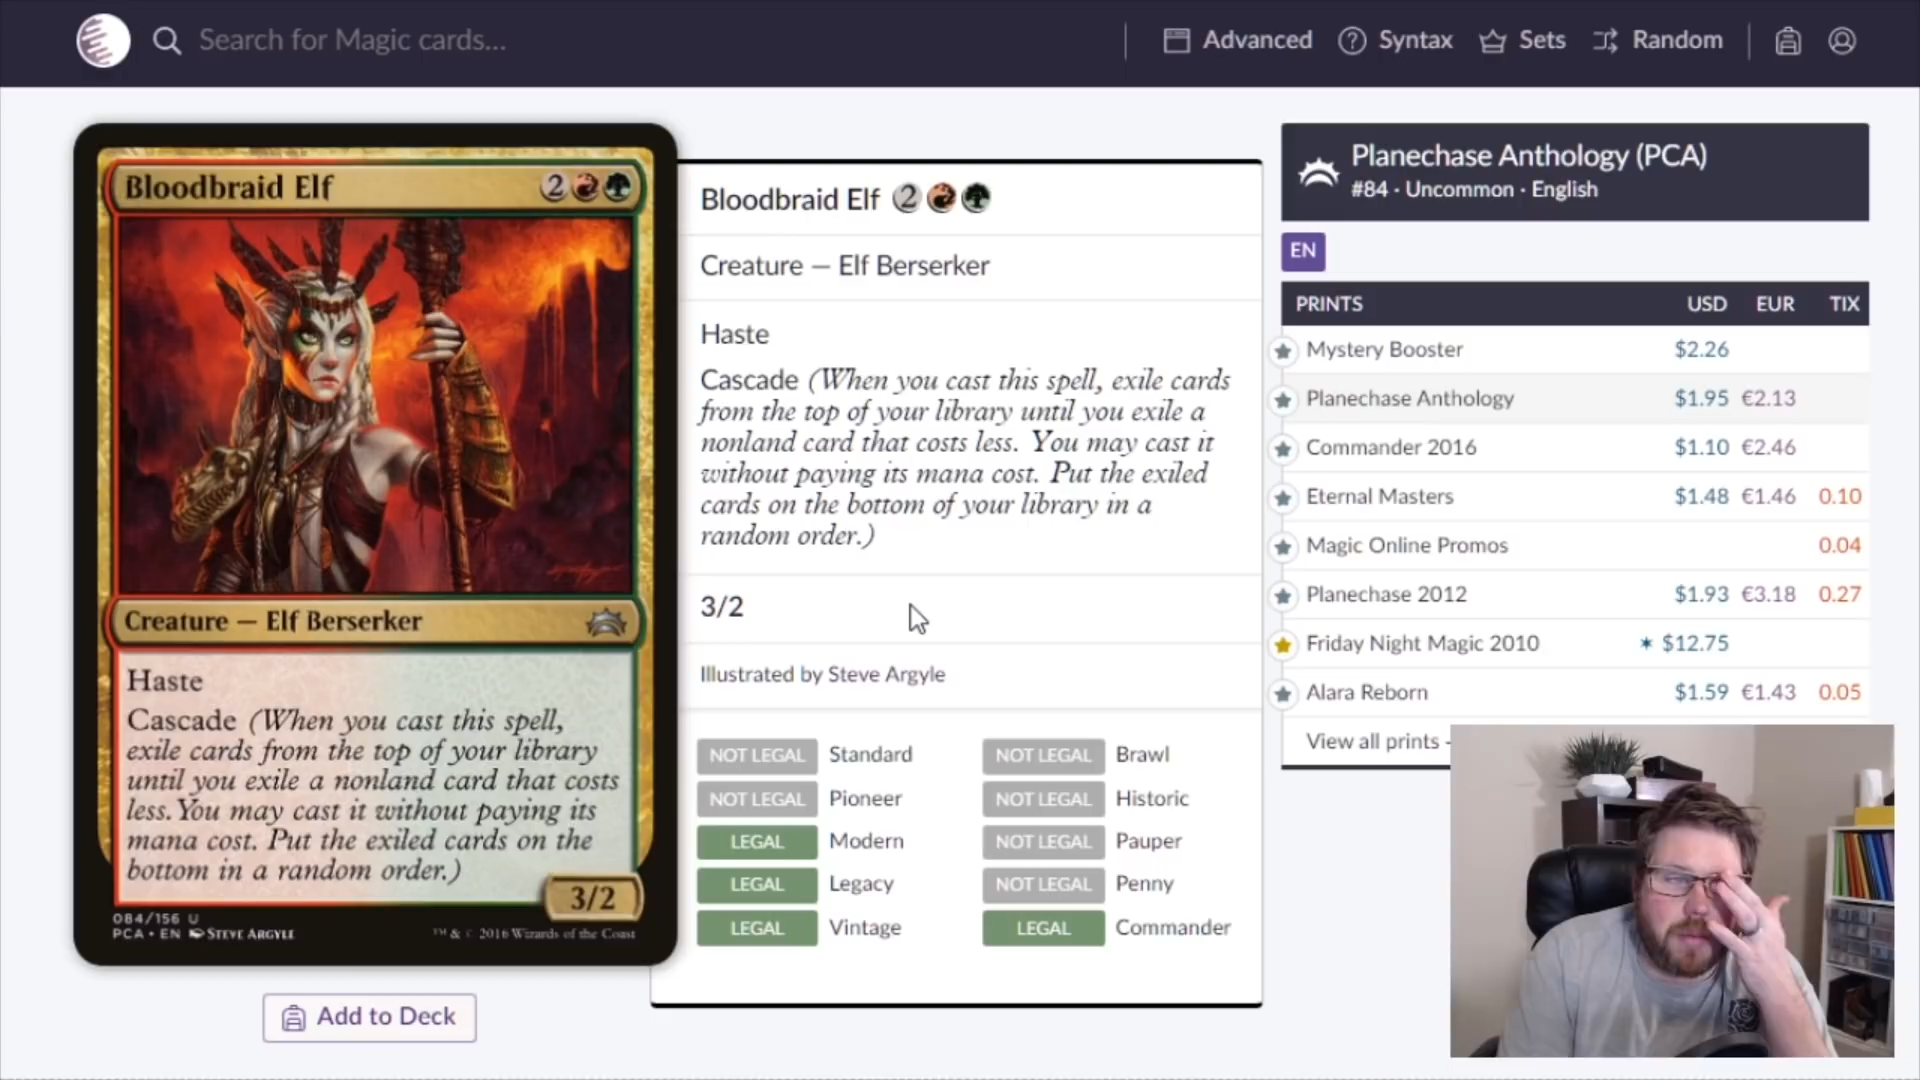 Search for Magic cards...
Advanced
Syntax
Sets
Random
Bloodbraid Elf 2
Creature — Elf Berserker
Haste
Cascade (When you cast this spell,
exile cards from the top of your library
until you exile a nonland card that costs
less. You may cast it without paying its
mana cost. Put the exiled cards on the
bottom in a random order.)
3/2
084/156 U
PCA • EN STEVE ARGYLE
™ & © 2016 Wizards of the Coast
Add to Deck
Bloodbraid Elf 2
Creature — Elf Berserker
Haste
Cascade (When you cast this spell, exile cards
from the top of your library until you exile a
nonland card that costs less. You may cast it
without paying its mana cost. Put the exiled
cards on the bottom of your library in a
random order.)
3/2
Illustrated by Steve Argyle
NOT LEGAL Standard NOT LEGAL Brawl
NOT LEGAL Pioneer NOT LEGAL Historic
LEGAL Modern NOT LEGAL Pauper
LEGAL Legacy NOT LEGAL Penny
LEGAL Vintage LEGAL Commander
Planechase Anthology (PCA)
#84 · Uncommon · English
EN
PRINTS USD EUR TIX
Mystery Booster $2.26
Planechase Anthology $1.95 €2.13
Commander 2016 $1.10 €2.46
Eternal Masters $1.48 €1.46 0.10
Magic Online Promos 0.04
Planechase 2012 $1.93 €3.18 0.27
Friday Night Magic 2010 $12.75
Alara Reborn $1.59 €1.43 0.05
View all prints